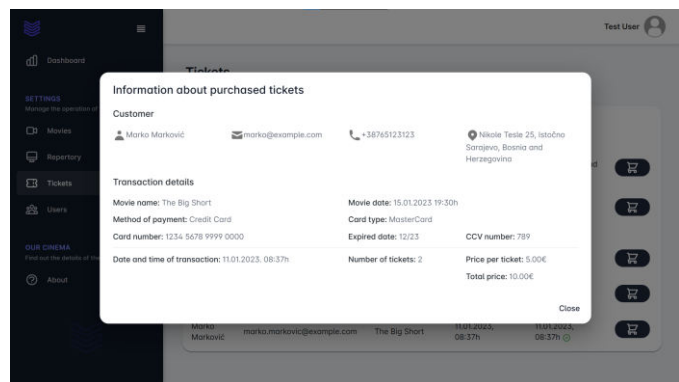 Test User
Dashboard
Tickets
SETTINGS
Manage the operation of
Movies
Repertory
Tickets
Users
OUR CINEMA
Find out the details of the
About
Information about purchased tickets
Customer
Marko Marković marko@example.com +38765123123 Nikole Tesle 25, Istočno
Sarajevo, Bosnia and
Herzegovina
Transaction details
Movie name: The Big Short Movie date: 15.01.2023 19:30h
Method of payment: Credit Card Card type: MasterCard
Card number: 1234 5678 9999 0000 Expired date: 12/23 CCV number: 789
Date and time of transaction: 11.01.2023. 08:37h Number of tickets: 2 Price per ticket: 5.00€
Total price: 10.00€
Close
Marko
Marković marko.markovic@example.com The Big Short 11.01.2023, 11.01.2023,
08:37h 08:37h